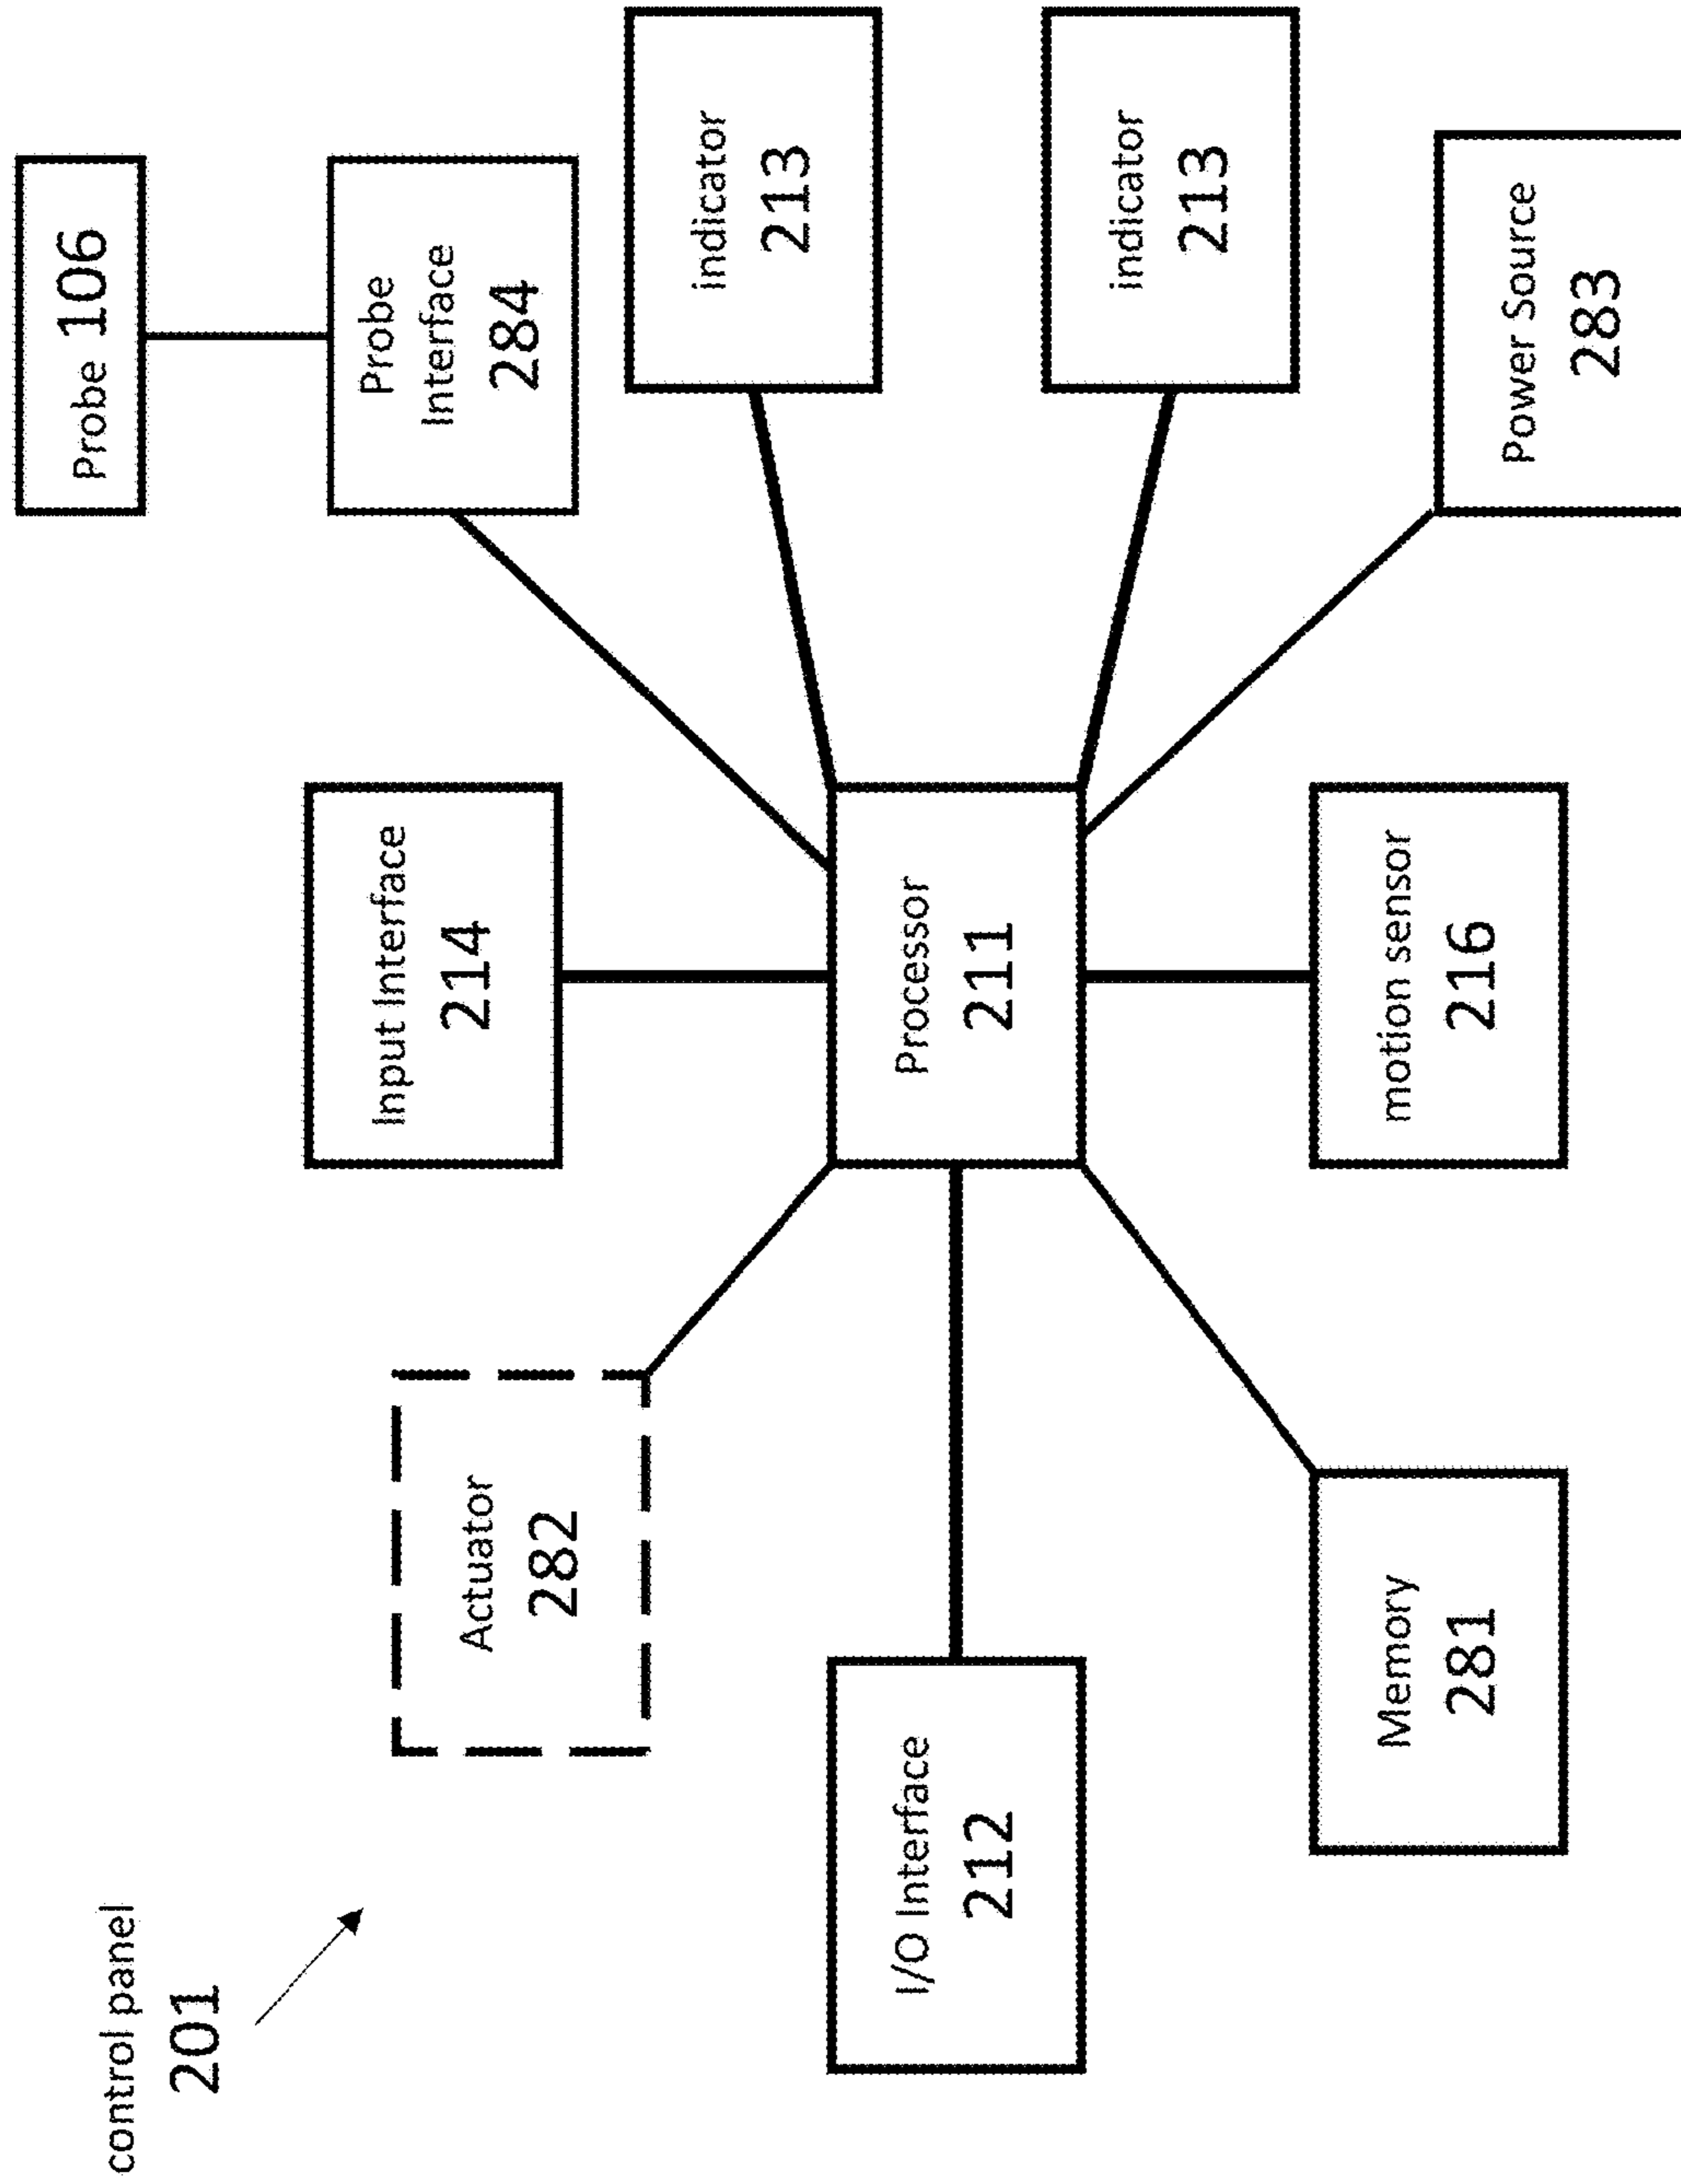 control panel
201
Probe 106
Actuator
282
Input Interface
214
Probe
Interface
284
indicator
213
I/O Interface
212
Processor
211
indicator
213
Memory
281
motion sensor
216
Power Source
283